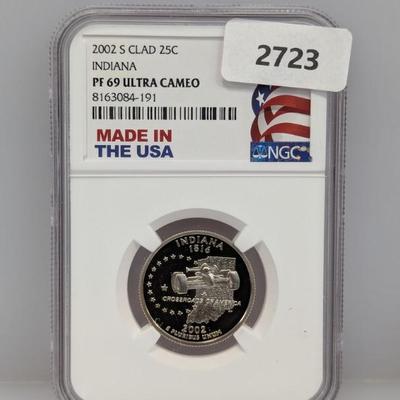 2002 S CLAD 25C
INDIANA
PF 69 ULTRA CAMEO
8163084-191
2723
MADE IN
THE USA
NGC
INDIANA
1816
CROSSROADS OF AMERICA
2002
E PLURIBUS UNUM